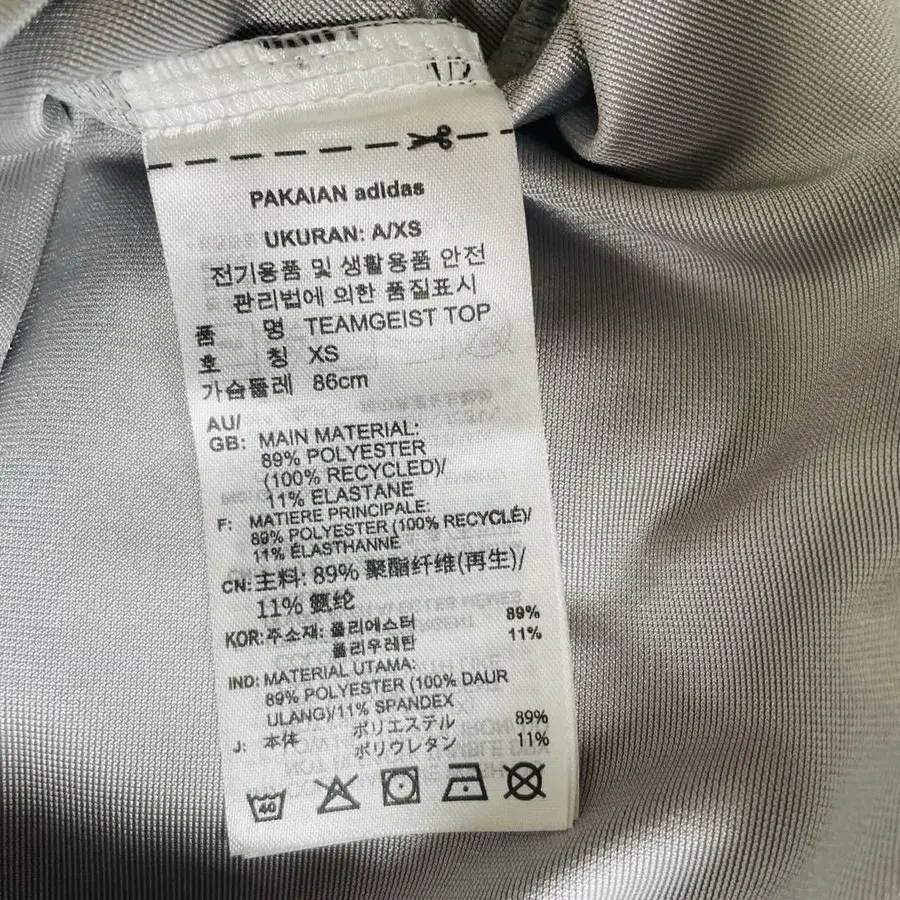 1/2
PAKAIAN adidas
UKURAN: A/XS
전기용품 및 생활용품 안전
관리법에 의한 품질표시
품 명 TEAMGEIST TOP
호 칭 XS
가슴둘레 86cm
AU/
GB: MAIN MATERIAL:
89% POLYESTER
(100% RECYCLED)/
11% ELASTANE
F: MATIERE PRINCIPALE:
89% POLYESTER (100% RECYCLÉ)/
11% ÉLASTHANNE
CN: 主料: 89% 聚酯纤维(再生)/
11% 氨纶
KOR: 주소재: 폴리에스터 89%
폴리우레탄 11%
IND: MATERIAL UTAMA:
89% POLYESTER (100% DAUR
ULANG)/11% SPANDEX
J: 本体 ポリエステル 89%
ポリウレタン 11%
40